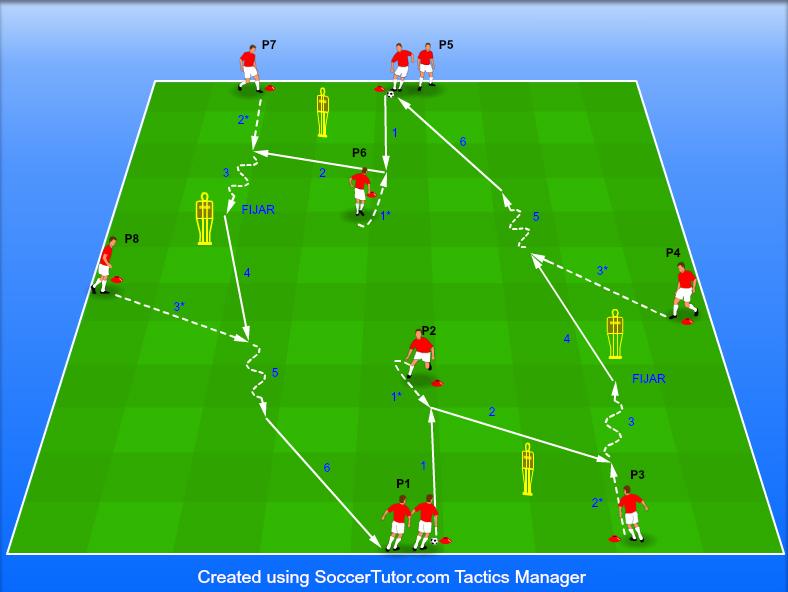 P7
P5
2*
1
6
P6
3
2
FIJAR
1*
5
P8
P4
4
3*
3*
P2
4
5
FIJAR
1*
2
3
6
1
P1
P3
2*
Created using SoccerTutor.com Tactics Manager